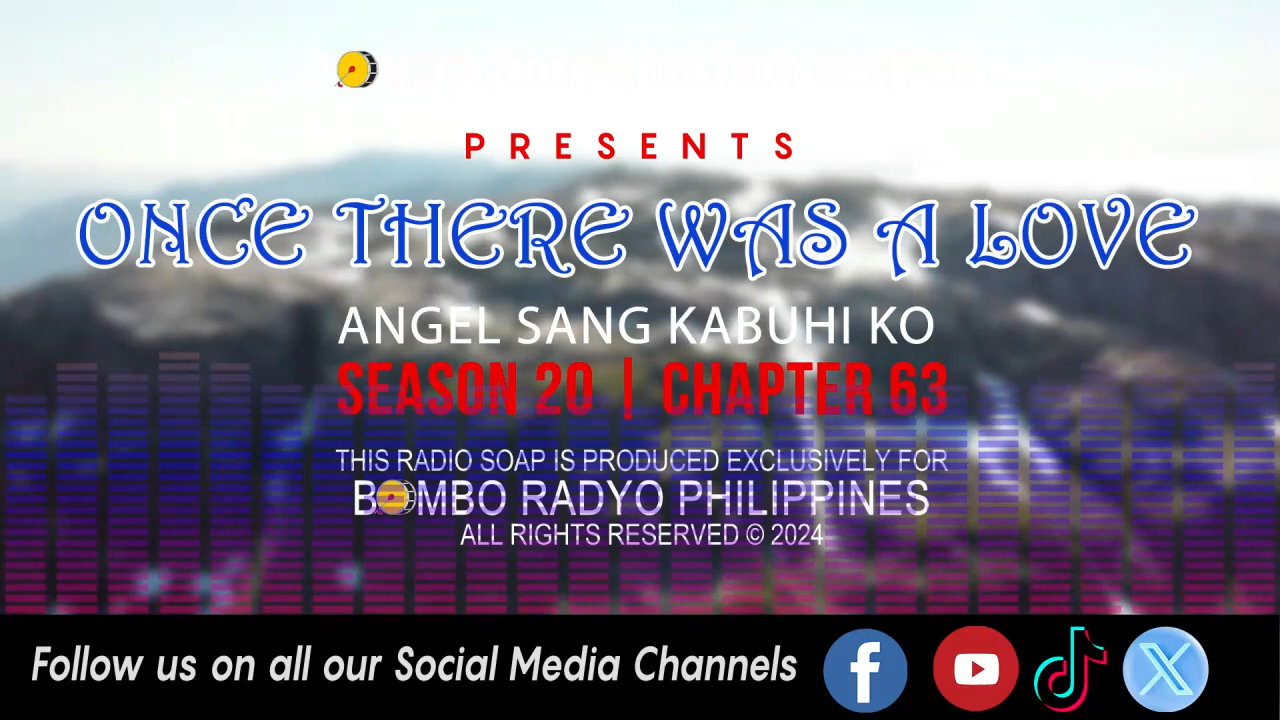 PRESENTS
ONCE THERE WAS A LOVE
ANGEL SANG KABUHI KO
SEASON 20 | CHAPTER 63
THIS RADIO SOAP IS PRODUCED EXCLUSIVELY FOR
BOMBO RADYO PHILIPPINES
ALL RIGHTS RESERVED © 2024
Follow us on all our Social Media Channels